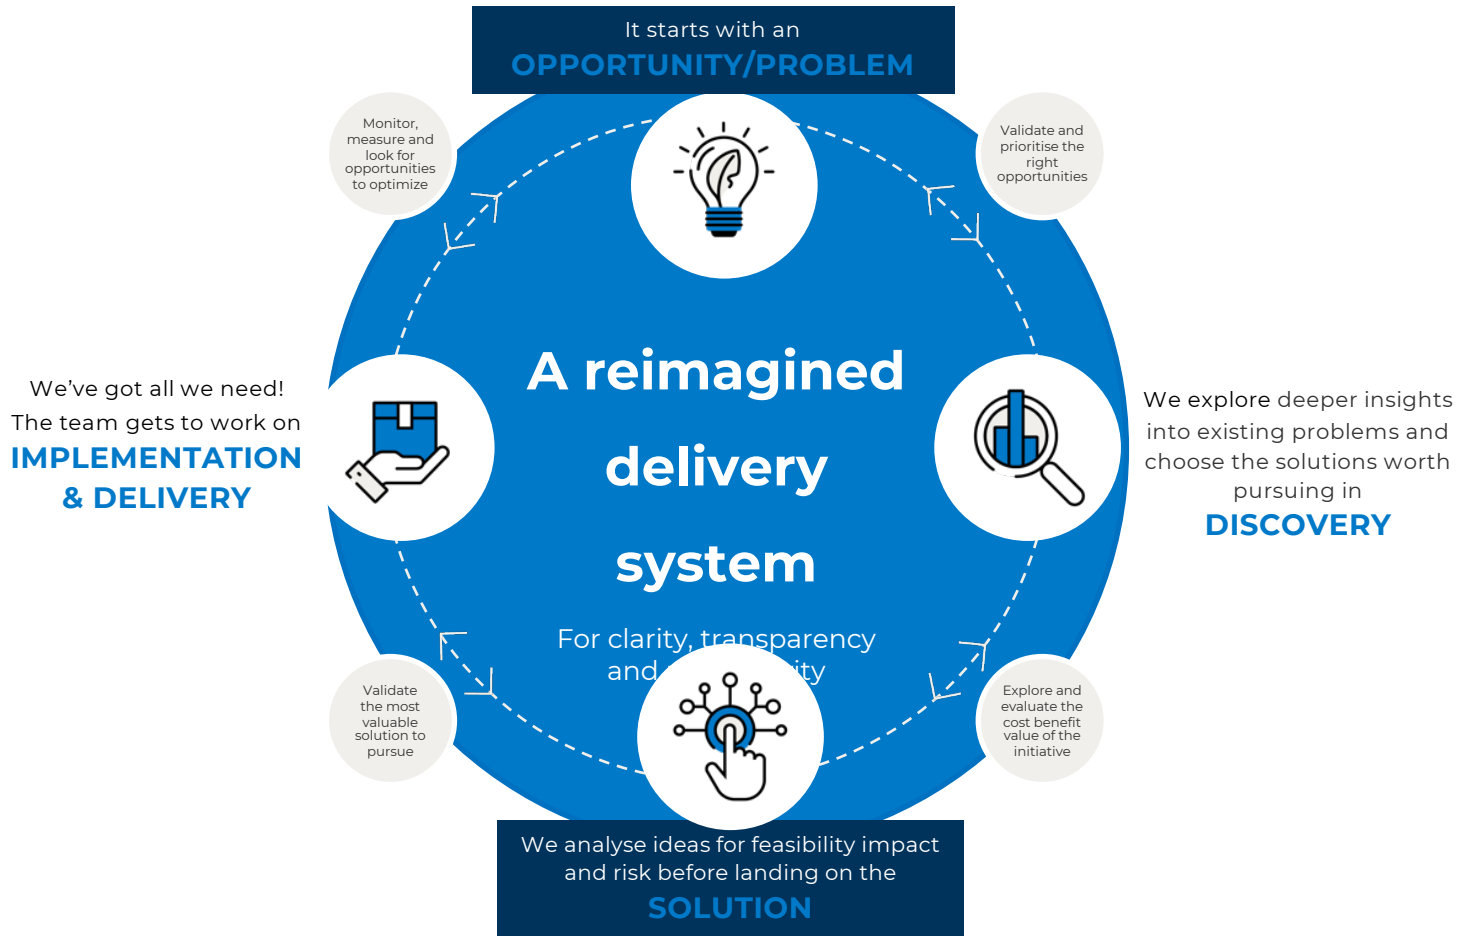 It starts with an
OPPORTUNITY/PROBLEM
Monitor,
measure and
look for
opportunities
to optimize
Validate and
prioritise the
right
opportunities
We've got all we need!
The team gets to work on
IMPLEMENTATION
& DELIVERY
A reimagined
delivery
system
For clarity, transparency
and
We explore deeper insights
into existing problems and
choose the solutions worth
pursuing in
DISCOVERY
Validate
the most
valuable
solution to
pursue
Explore and
evaluate the
cost benefit
value of the
initiative
We analyse ideas for feasibility impact
and risk before landing on the
SOLUTION